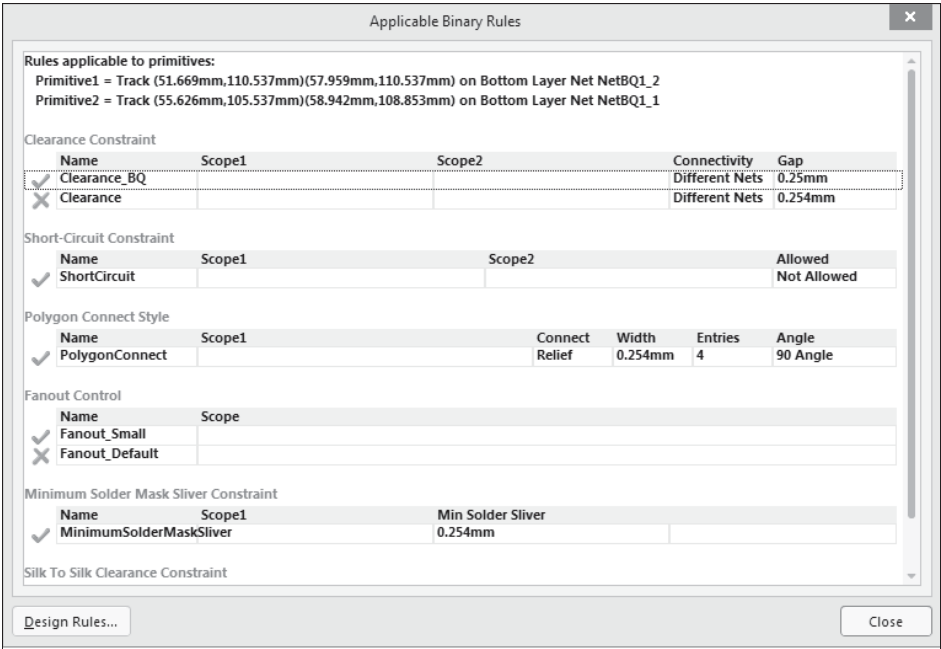 Applicable Binary Rules
Rules applicable to primitives:
Primitive1 = Track (51.669mm,110.537mm)(57.959mm,110.537mm) on Bottom Layer Net NetBQ1_2
Primitive2 = Track (55.626mm,105.537mm)(58.942mm,108.853mm) on Bottom Layer Net NetBQ1_1
Clearance Constraint
Name Scope1 Scope2 Connectivity Gap
Clearance_BQ Different Nets 0.25mm
Clearance Different Nets 0.254mm
Short-Circuit Constraint
Name Scope1 Scope2 Allowed
ShortCircuit Not Allowed
Polygon Connect Style
Name Scope1 Connect Width Entries Angle
PolygonConnect Relief 0.254mm 4 90 Angle
Fanout Control
Name Scope
Fanout_Small
Fanout_Default
Minimum Solder Mask Sliver Constraint
Name Scope1 Min Solder Sliver
MinimumSolderMaskSliver 0.254mm
Silk To Silk Clearance Constraint
Design Rules... Close